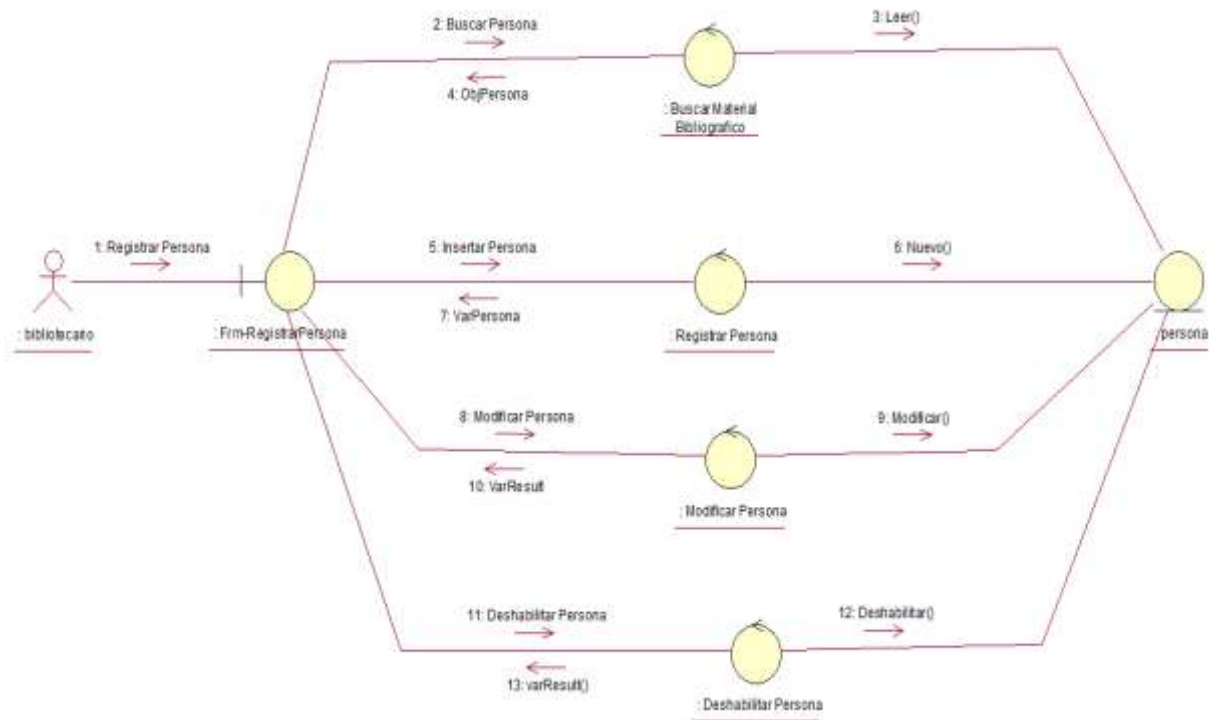 2: Buscar Persona
3: Leer()
4: ObjPersona
: BuscarMaterial
Bibliografico
1: Registrar Persona
5: Insertar Persona
6: Nuevo()
7: VarPersona
: bibliotecario
: Frm-RegistrarPersona
: Registrar Persona
: persona
8: Modificar Persona
9: Modificar()
10: VarResult
: Modificar Persona
11: Deshabilitar Persona
12: Deshabilitar()
13: varResult()
: Deshabilitar Persona